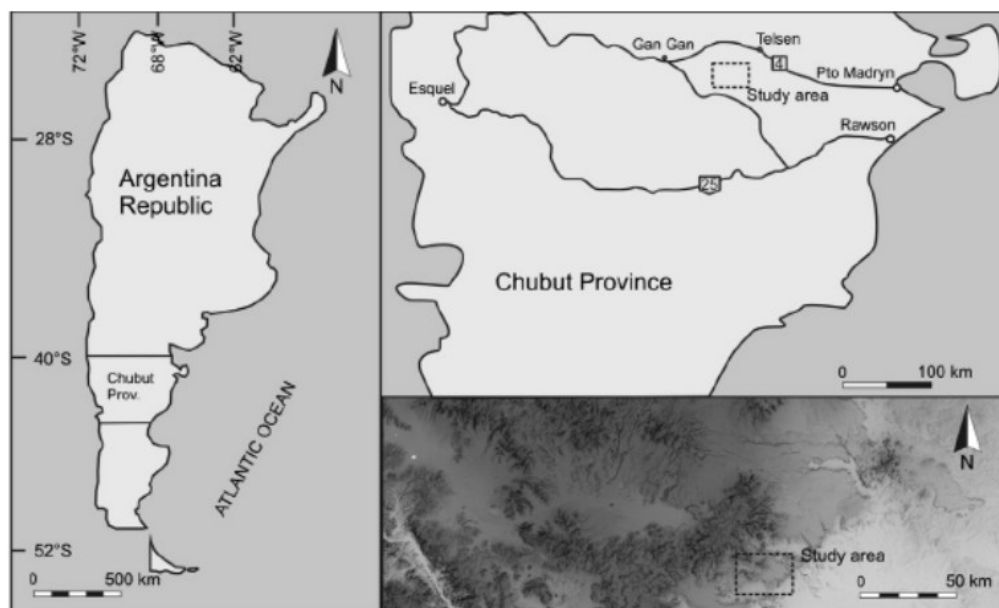 72°W
68°W
62°W
N
28°S
Argentina
Republic
40°S
Chubut
Prov.
ATLANTIC OCEAN
52°S
0 500 km
Gan Gan
Telsen
4
Pto Madryn
Esquel
Study area
Rawson
25
Chubut Province
0 100 km
N
Study area
0 50 km